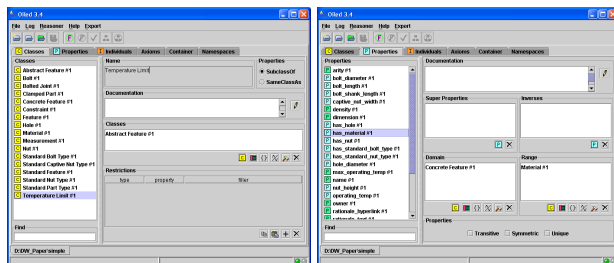 OilEd 3.4
File Log Reasoner Help Export
Classes Properties Individuals Axioms Container Namespaces
Classes
Abstract Feature #1
Bolt #1
Bolted Joint #1
Clamped Part #1
Concrete Feature #1
Constraint #1
Feature #1
Hole #1
Material #1
Measurement #1
Nut #1
Standard Bolt Type #1
Standard Captive Nut Type #1
Standard Feature #1
Standard Nut Type #1
Standard Part Type #1
Temperature Limit #1
Find
Name
Temperature Limit
Properties
SubclassOf
SameClassAs
Documentation
Classes
Abstract Feature #1
Restrictions
type property filler
D:DW_Paper\simple
OilEd 3.4
File Log Reasoner Help Export
Classes Properties Individuals Axioms Container Namespaces
Properties
arity #1
bolt_diameter #1
bolt_length #1
bolt_shank_length #1
captive_nut_width #1
density #1
dimension #1
has_hole #1
has_material #1
has_nut #1
has_standard_bolt_type #1
has_standard_nut_type #1
hole_diameter #1
max_operating_temp #1
name #1
nut_height #1
operating_temp #1
owner #1
rationale_hyperlink #1
Find
Documentation
Super Properties
Inverses
Domain
Concrete Feature #1
Range
Material #1
Properties
Transitive Symmetric Unique
D:DW_Paper\simple